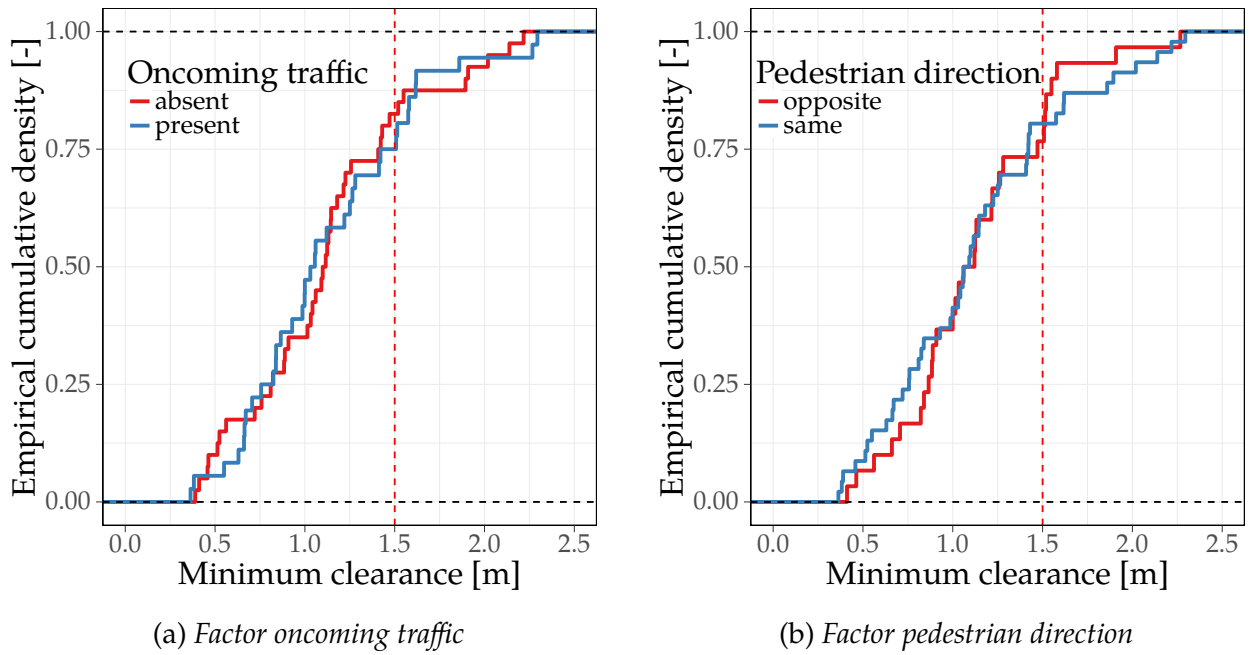 Empirical cumulative density [-]
1.00
0.75
0.50
0.25
0.00
Oncoming traffic
absent
present
0.0 0.5 1.0 1.5 2.0 2.5
Minimum clearance [m]
(a) Factor oncoming traffic
Empirical cumulative density [-]
1.00
0.75
0.50
0.25
0.00
Pedestrian direction
opposite
same
0.0 0.5 1.0 1.5 2.0 2.5
Minimum clearance [m]
(b) Factor pedestrian direction